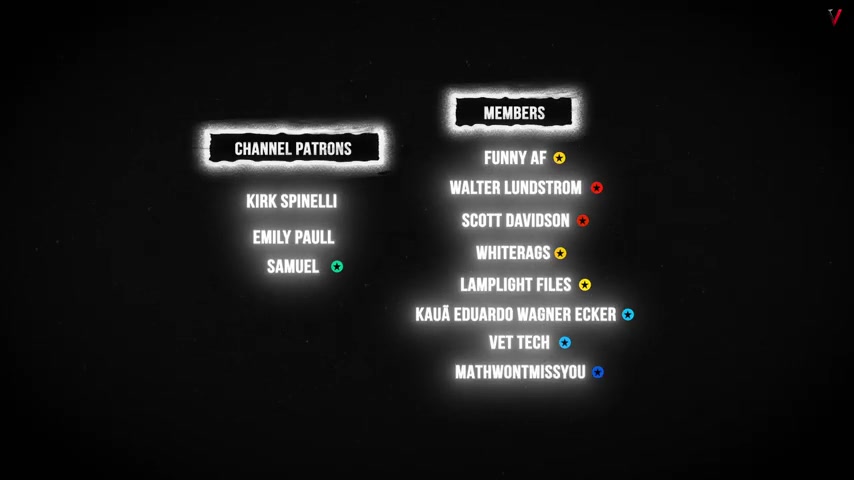 CHANNEL PATRONS
KIRK SPINELLI
EMILY PAULL
SAMUEL
MEMBERS
FUNNY AF
WALTER LUNDSTROM
SCOTT DAVIDSON
WHITERAGS
LAMPLIGHT FILES
KAUÃ EDUARDO WAGNER ECKER
VET TECH
MATHWONTMISSYOU